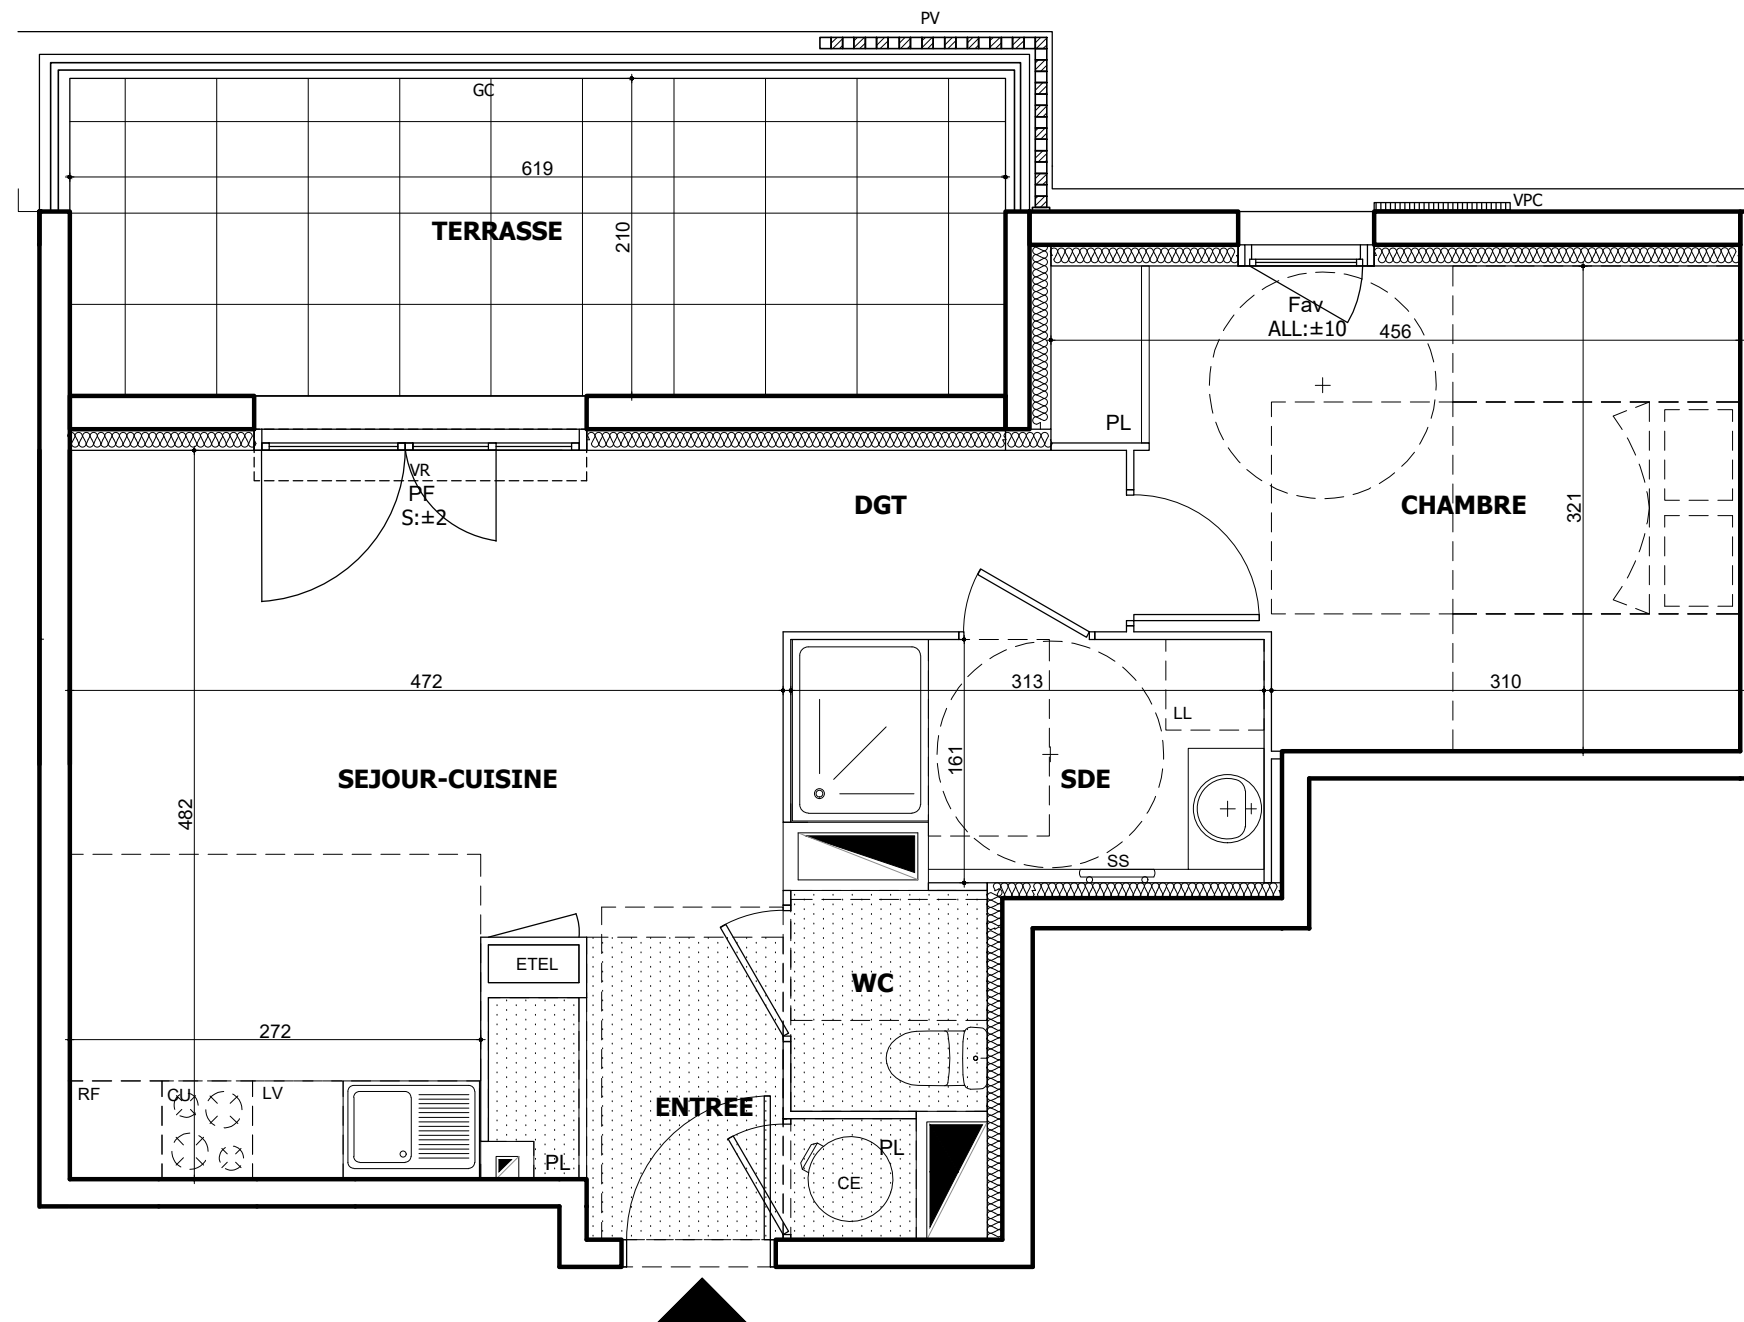 PV
GC
619
TERRASSE
210
VPC
Fav
ALL:±10
456
PL
VR
PF
S:±2
DGT
CHAMBRE
321
472
313
310
LL
161
SEJOUR-CUISINE
SDE
482
SS
ETEL
WC
272
RF
CU
LV
ENTREE
PL
PL
CE